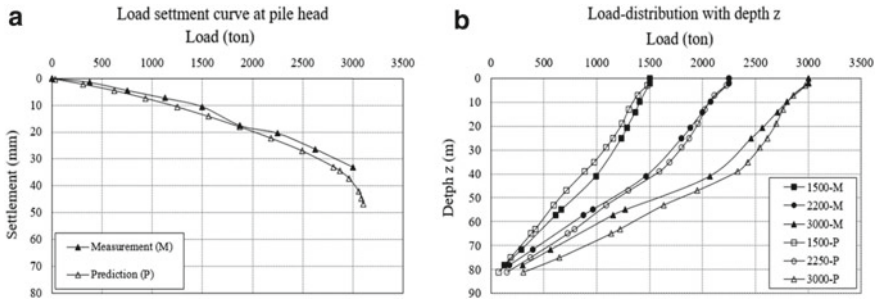 a
Load settment curve at pile head
Load (ton)
0 500 1000 1500 2000 2500 3000 3500
0
10
20
30
40
50
60
70
80
Settlement (mm)
Measurement (M)
Prediction (P)
b
Load-distribution with depth z
Load (ton)
0 500 1000 1500 2000 2500 3000 3500
0
10
20
30
40
50
60
70
80
90
Detpth z (m)
1500-M
2200-M
3000-M
1500-P
2250-P
3000-P